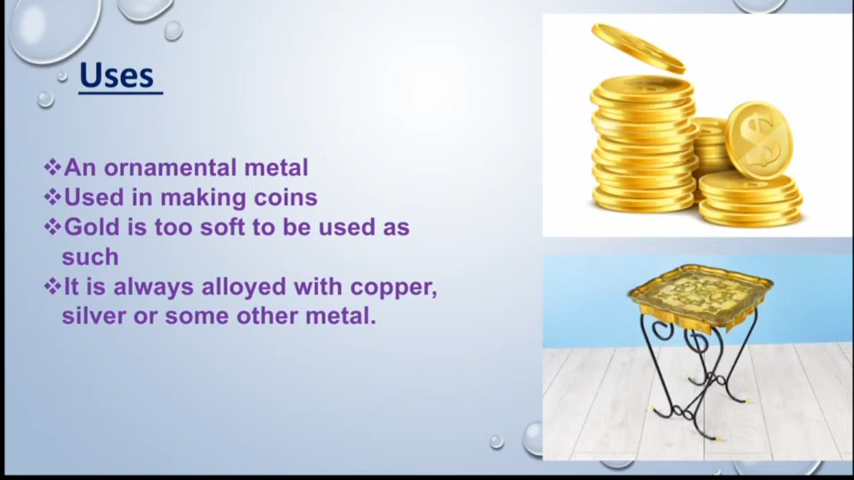 Uses
❖An ornamental metal
❖Used in making coins
❖Gold is too soft to be used as
such
❖It is always alloyed with copper,
silver or some other metal.
$